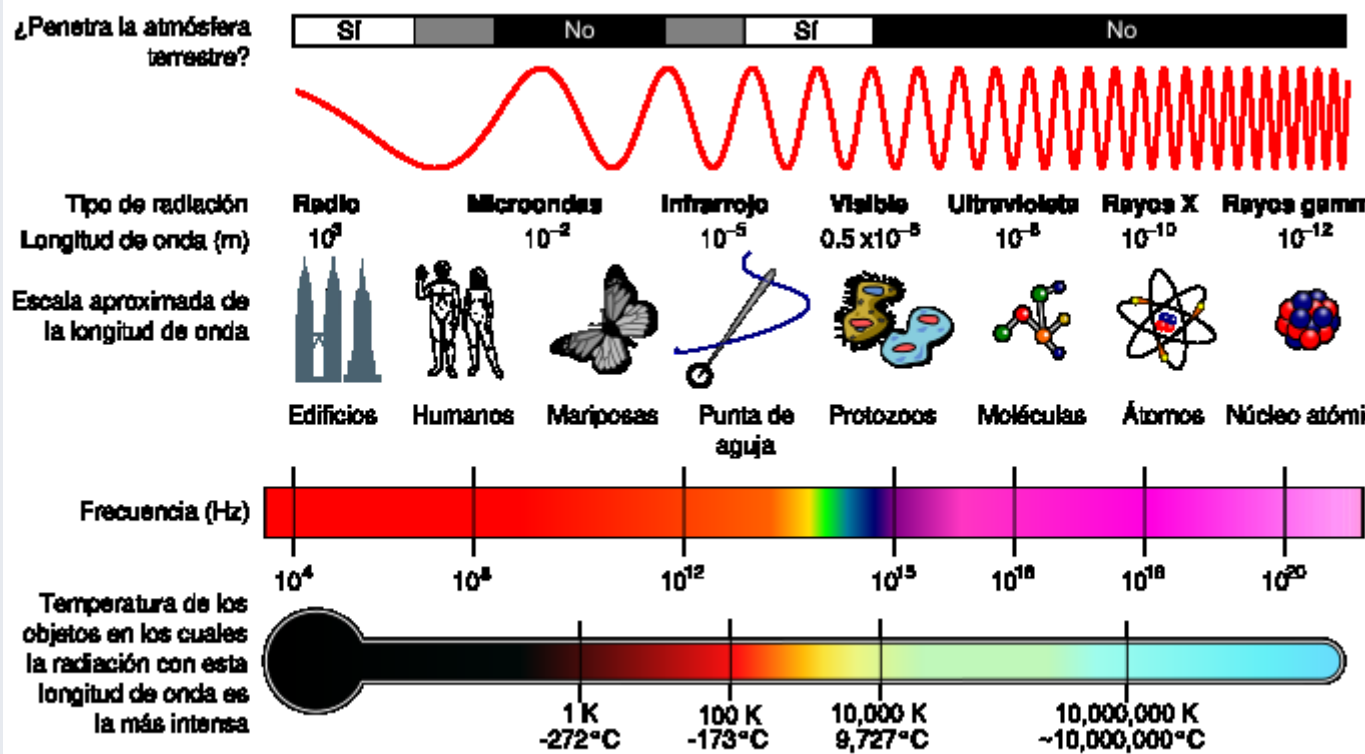 ¿Penetra la atmósfera
terrestre?
Sí No Sí No
Tipo de radiación Radio Microondas Infrarrojo Visible Ultravioleta Rayos X Rayos gamm
Longitud de onda (m) 10³ 10⁻² 10⁻⁵ 0.5 x10⁻⁶ 10⁻⁸ 10⁻¹⁰ 10⁻¹²
Escala aproximada de
la longitud de onda
Edificios Humanos Mariposas Punta de Protozoos Moléculas Átomos Núcleo atómi
aguja
Frecuencia (Hz)
10⁴ 10⁸ 10¹² 10¹⁵ 10¹⁶ 10¹⁸ 10²⁰
Temperatura de los
objetos en los cuales
la radiación con esta
longitud de onda es
la más intensa
1 K 100 K 10,000 K 10,000,000 K
-272°C -173°C 9,727°C ~10,000,000°C